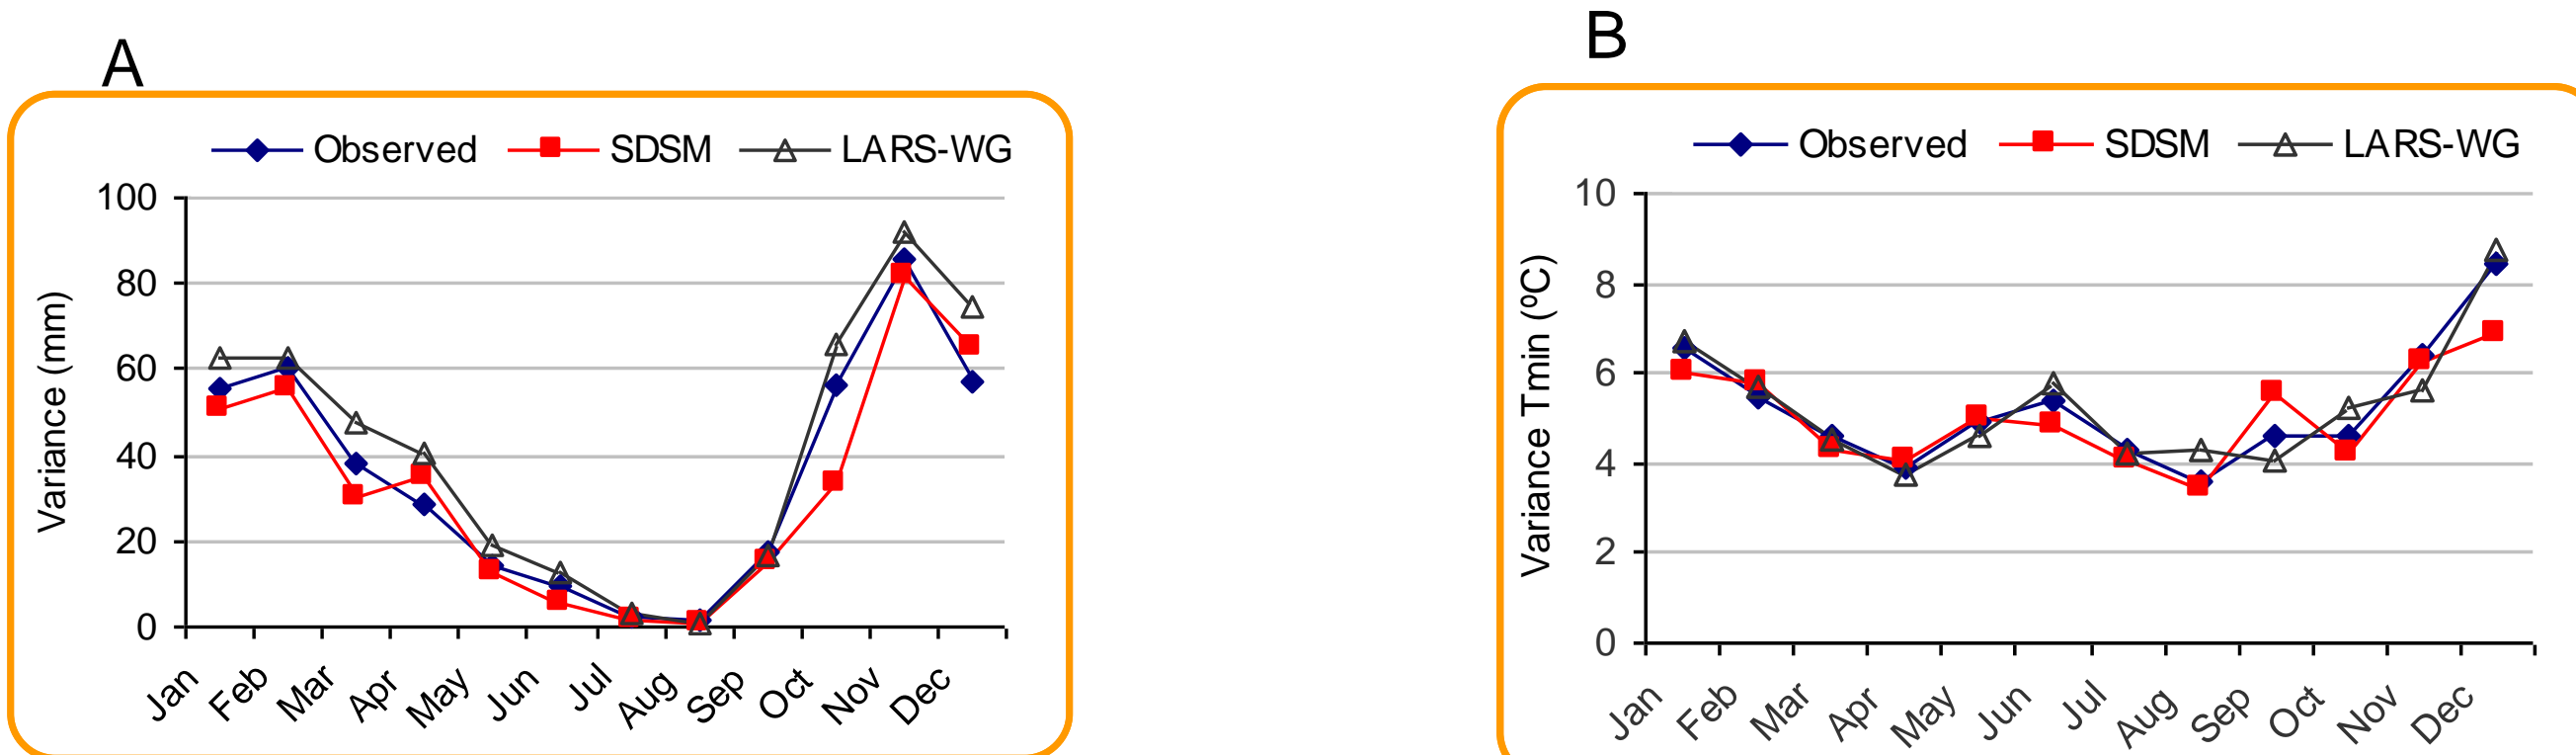 A
Observed SDSM LARS-WG
Variance (mm)
100
80
60
40
20
0
Jan Feb Mar Apr May Jun Jul Aug Sep Oct Nov Dec
B
Observed SDSM LARS-WG
Variance Tmin (ºC)
10
8
6
4
2
0
Jan Feb Mar Apr May Jun Jul Aug Sep Oct Nov Dec